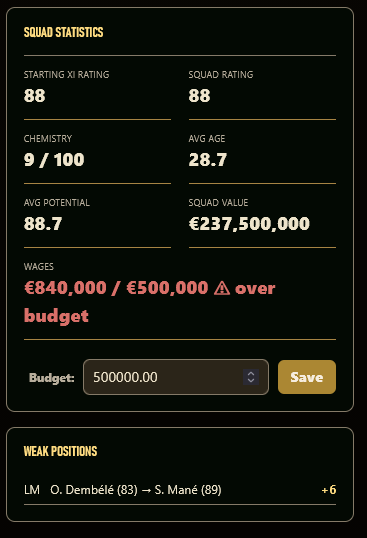 SQUAD STATISTICS
STARTING XI RATING
88
SQUAD RATING
88
CHEMISTRY
9 / 100
AVG AGE
28.7
AVG POTENTIAL
88.7
SQUAD VALUE
€237,500,000
WAGES
€840,000 / €500,000 ⚠ over
budget
Budget: 500000.00 Save
WEAK POSITIONS
LM O. Dembélé (83) → S. Mané (89) +6